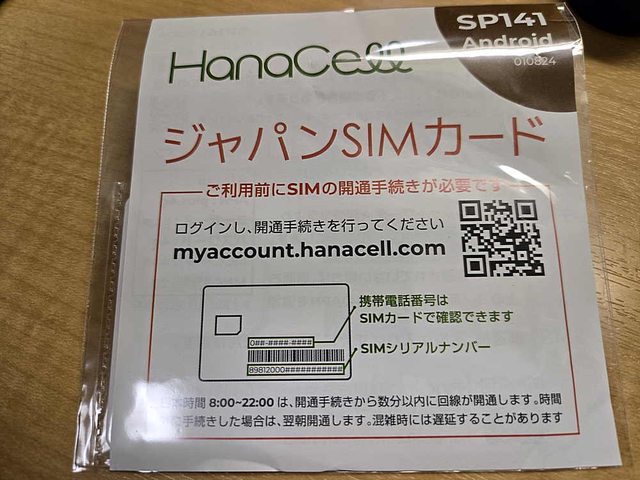 SP141
Android
010824
HanaCell
ジャパンSIMカード
ご利用前にSIMの開通手続きが必要です
ログインし、開通手続きを行ってください
myaccount.hanacell.com
携帯電話番号は
SIMカードで確認できます
0##-####-####
SIMシリアルナンバー
89812000###########
本時間 8:00~22:00 は、開通手続きから数分以内に回線が開通します。時間
に手続きした場合は、翌朝開通します。混雑時には遅延することがあります